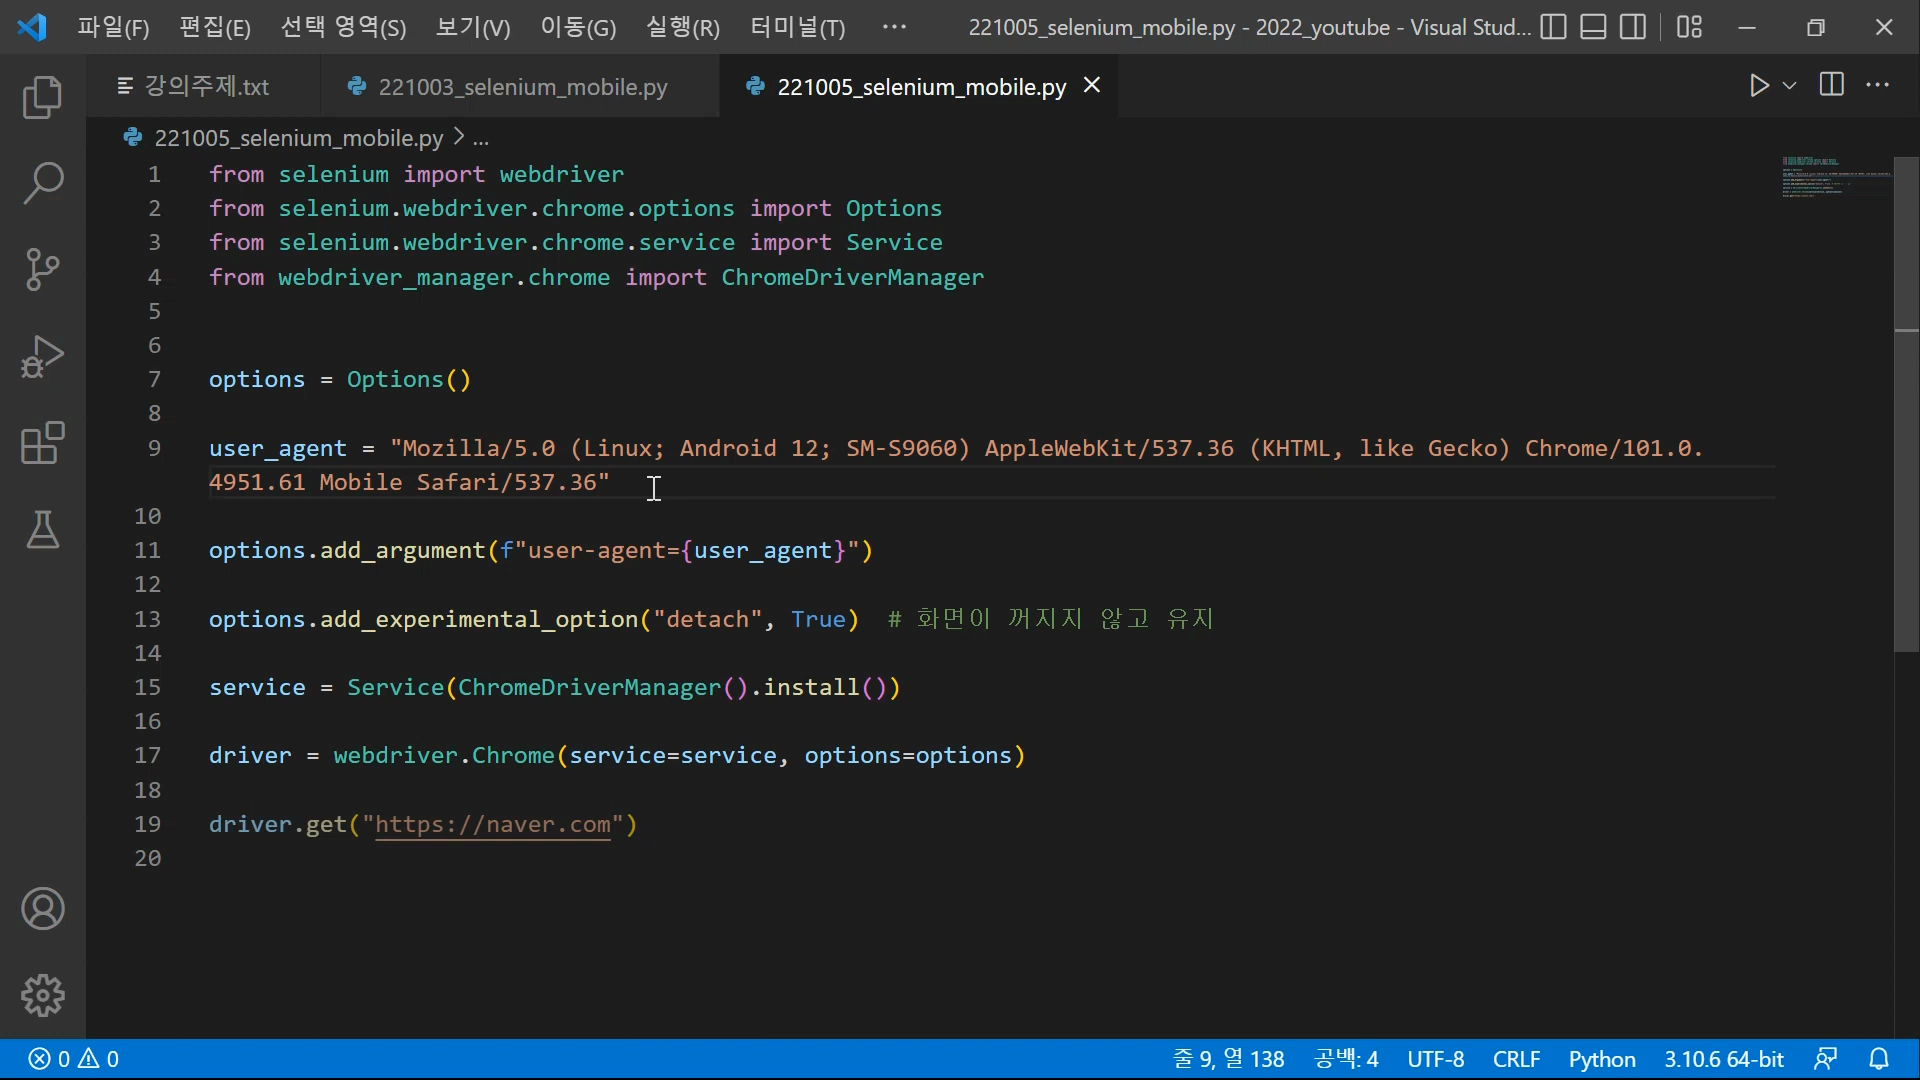 파일(F) 편집(E) 선택 영역(S) 보기(V) 이동(G) 실행(R) 터미널(T) ··· 221005_selenium_mobile.py - 2022_youtube - Visual Stud...
강의주제.txt 221003_selenium_mobile.py 221005_selenium_mobile.py
221005_selenium_mobile.py > ...
1 from selenium import webdriver
2 from selenium.webdriver.chrome.options import Options
3 from selenium.webdriver.chrome.service import Service
4 from webdriver_manager.chrome import ChromeDriverManager
5
6
7 options = Options()
8
9 user_agent = "Mozilla/5.0 (Linux; Android 12; SM-S9060) AppleWebKit/537.36 (KHTML, like Gecko) Chrome/101.0.
4951.61 Mobile Safari/537.36"
10
11 options.add_argument(f"user-agent={user_agent}")
12
13 options.add_experimental_option("detach", True) # 화면이 꺼지지 않고 유지
14
15 service = Service(ChromeDriverManager().install())
16
17 driver = webdriver.Chrome(service=service, options=options)
18
19 driver.get("https://naver.com")
20
0 0 줄 9, 열 138 공백: 4 UTF-8 CRLF Python 3.10.6 64-bit